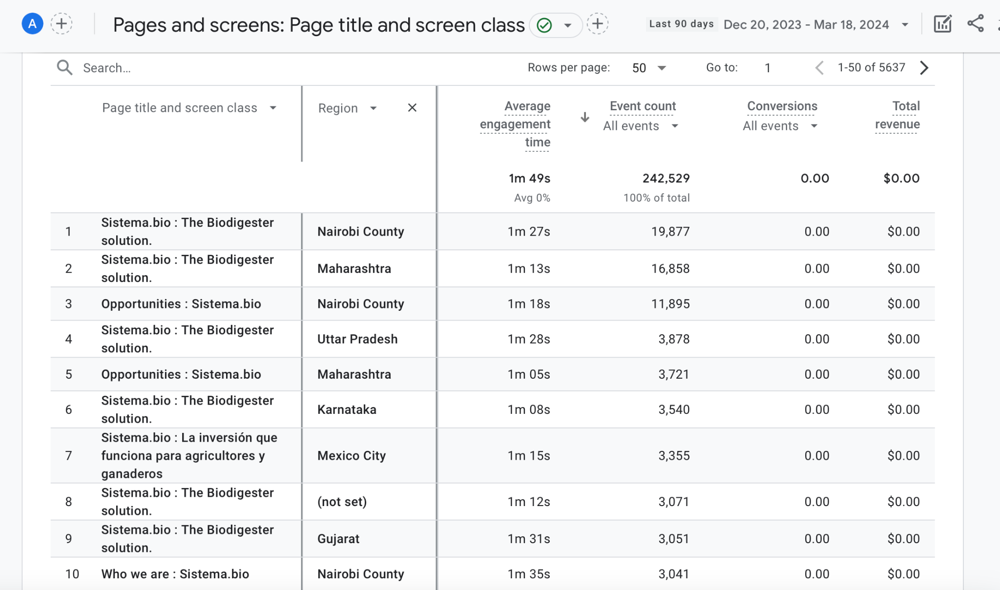 A
Pages and screens: Page title and screen class
Last 90 days Dec 20, 2023 - Mar 18, 2024
Search...
Rows per page: 50 Go to: 1 1-50 of 5637
Page title and screen class Region Average engagement time Event count All events Conversions All events Total revenue
1m 49s 242,529 0.00 $0.00
Avg 0% 100% of total
1 Sistema.bio : The Biodigester solution. Nairobi County 1m 27s 19,877 0.00 $0.00
2 Sistema.bio : The Biodigester solution. Maharashtra 1m 13s 16,858 0.00 $0.00
3 Opportunities : Sistema.bio Nairobi County 1m 18s 11,895 0.00 $0.00
4 Sistema.bio : The Biodigester solution. Uttar Pradesh 1m 28s 3,878 0.00 $0.00
5 Opportunities : Sistema.bio Maharashtra 1m 05s 3,721 0.00 $0.00
6 Sistema.bio : The Biodigester solution. Karnataka 1m 08s 3,540 0.00 $0.00
7 Sistema.bio : La inversión que funciona para agricultores y ganaderos Mexico City 1m 15s 3,355 0.00 $0.00
8 Sistema.bio : The Biodigester solution. (not set) 1m 12s 3,071 0.00 $0.00
9 Sistema.bio : The Biodigester solution. Gujarat 1m 31s 3,051 0.00 $0.00
10 Who we are : Sistema.bio Nairobi County 1m 35s 3,041 0.00 $0.00